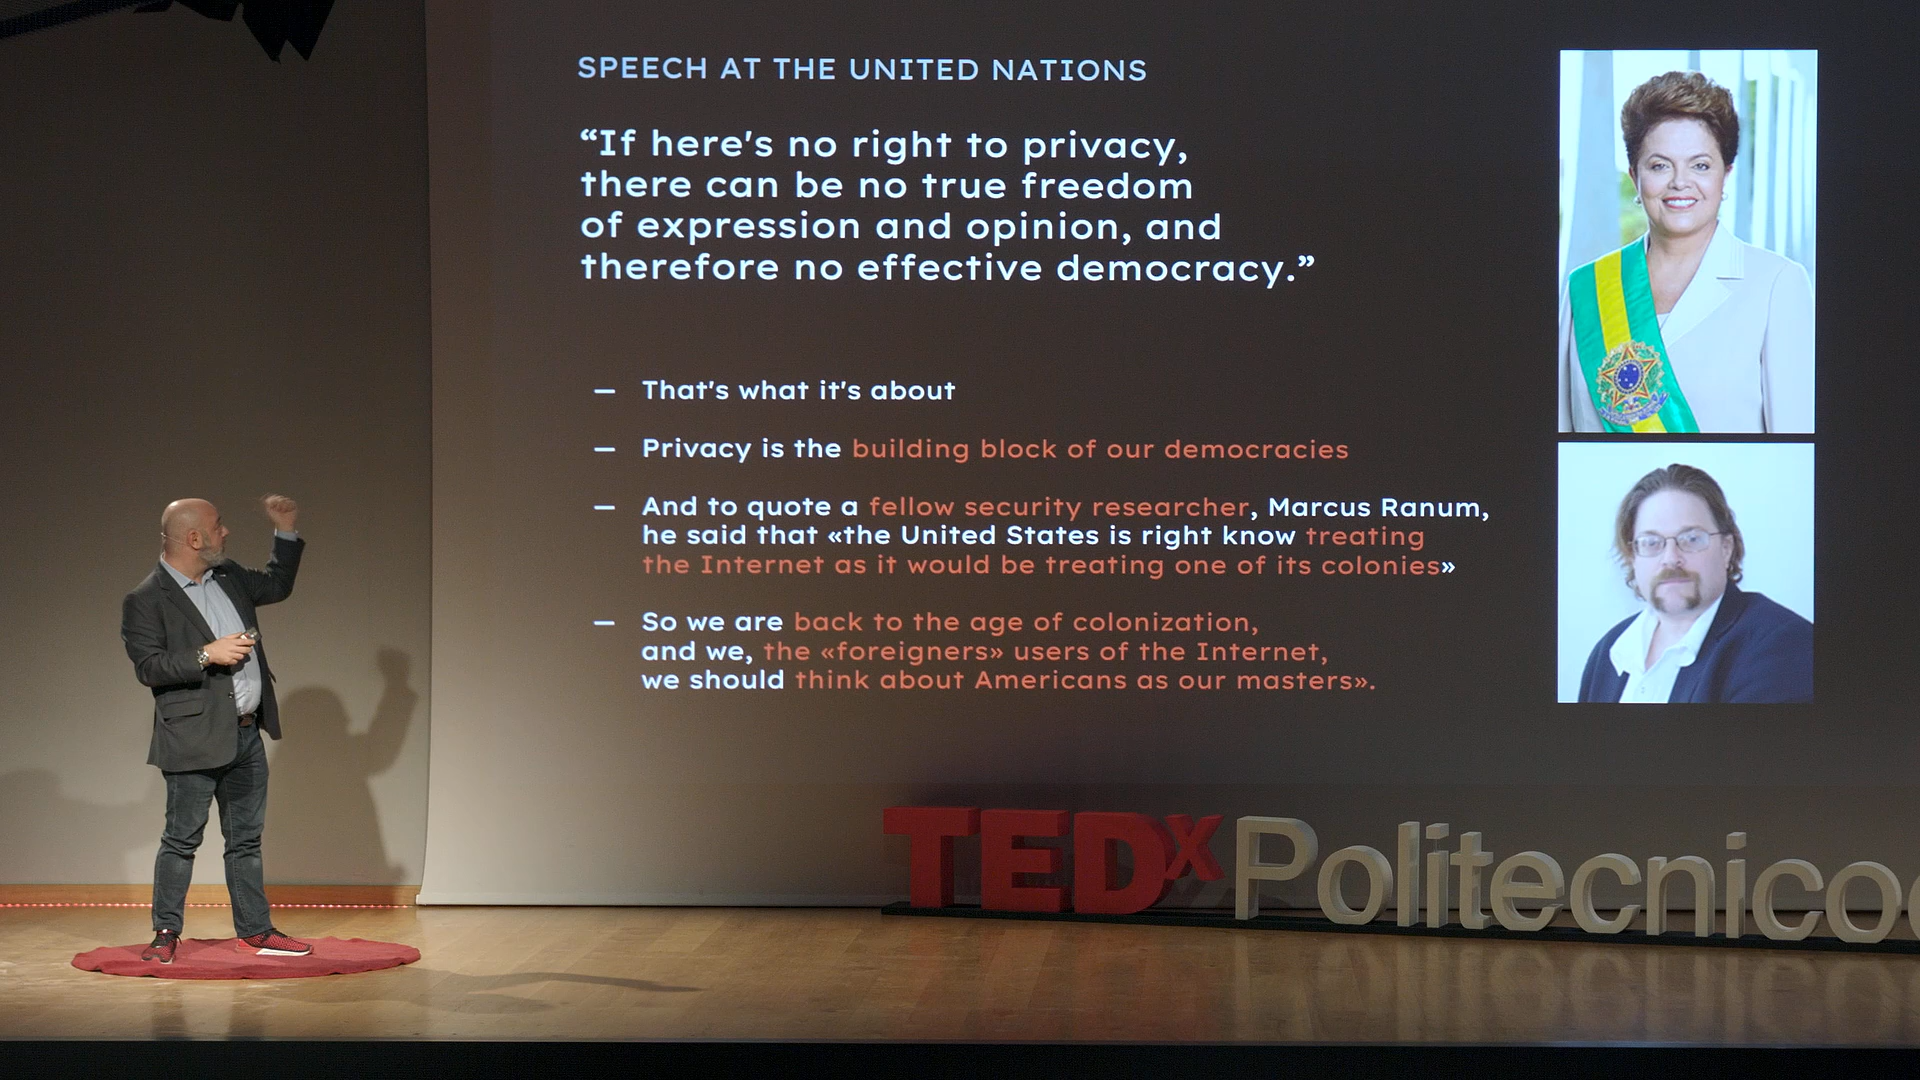 SPEECH AT THE UNITED NATIONS
“If here's no right to privacy,
there can be no true freedom
of expression and opinion, and
therefore no effective democracy.”
— That's what it's about
— Privacy is the building block of our democracies
— And to quote a fellow security researcher, Marcus Ranum,
he said that «the United States is right know treating
the Internet as it would be treating one of its colonies»
— So we are back to the age of colonization,
and we, the «foreigners» users of the Internet,
we should think about Americans as our masters».
TEDx Politecnico